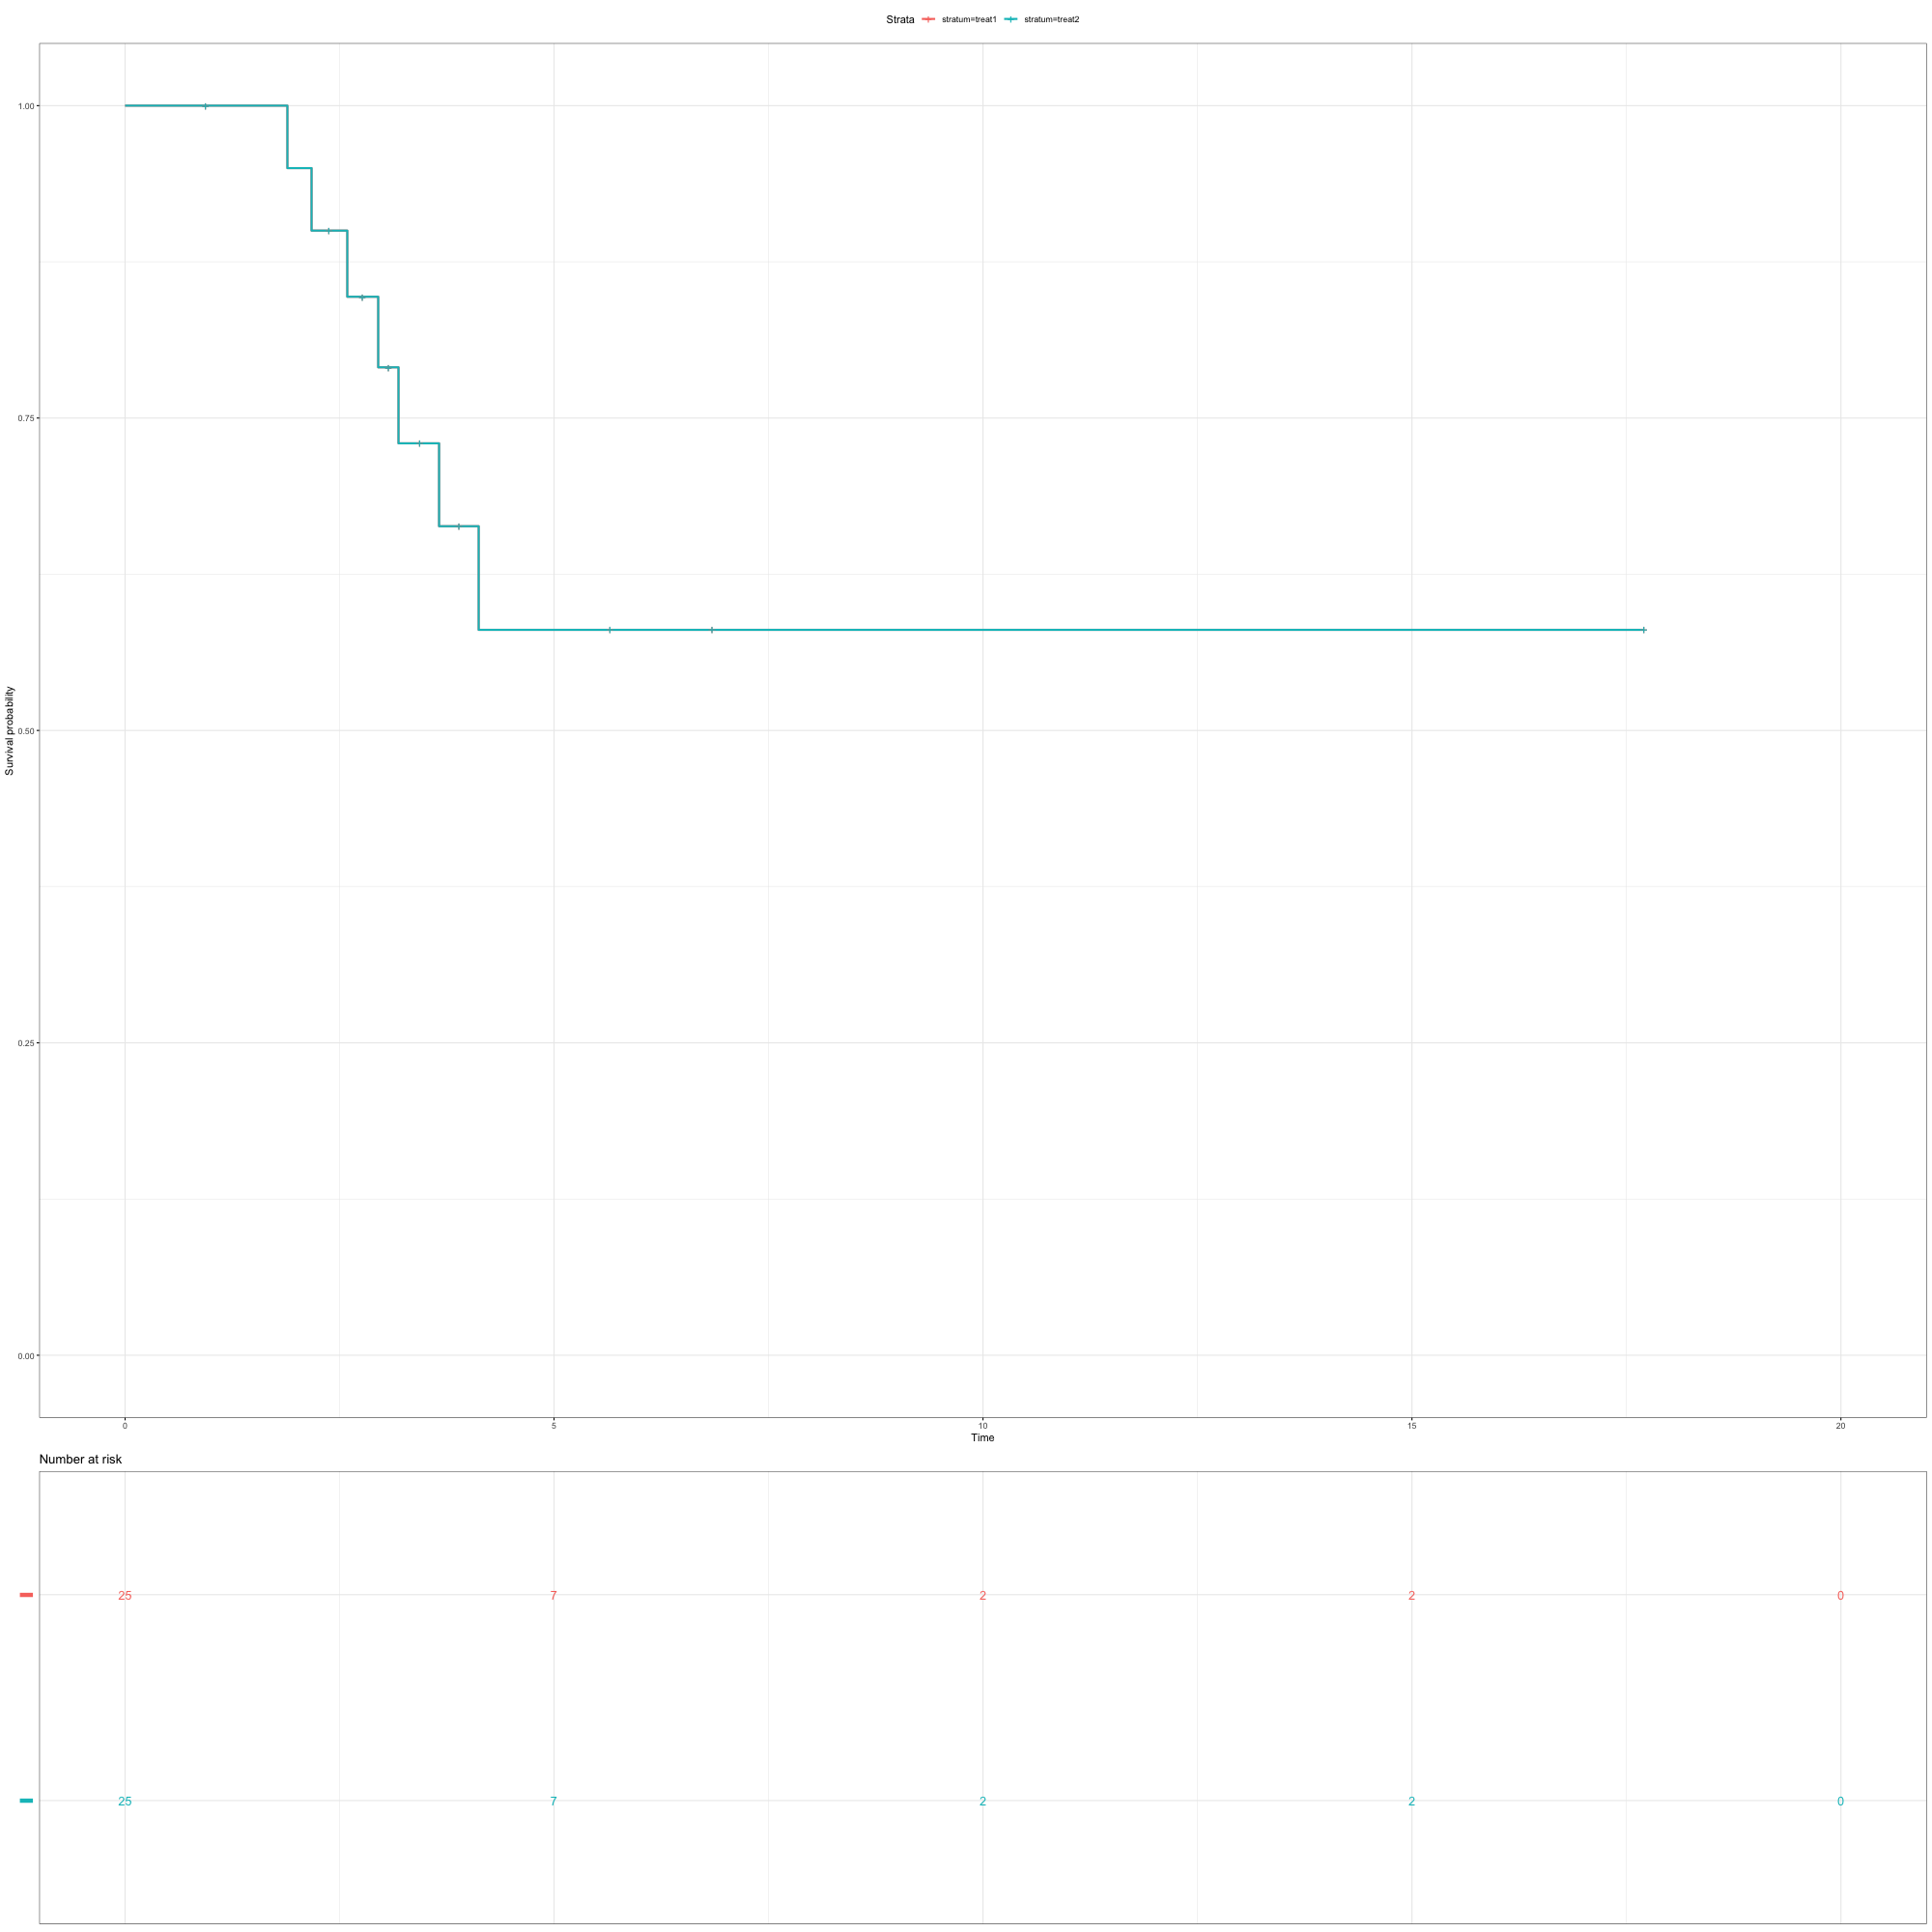 Strata stratum=treat1 stratum=treat2
1.00
0.75
0.50
Survival probability
0.25
0.00
0 5 10 15 20
Time
Number at risk
25 7 2 2 0
25 7 2 2 0